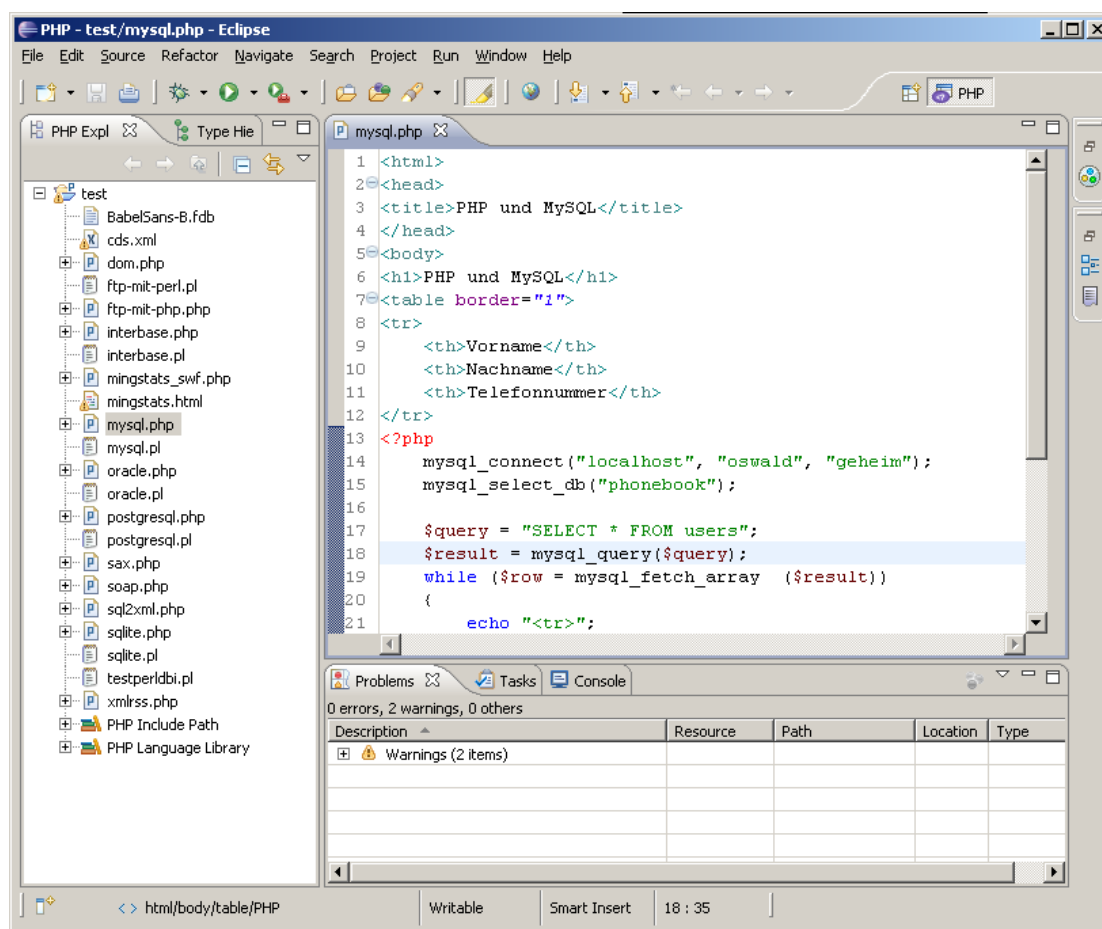 PHP - test/mysql.php - Eclipse
File Edit Source Refactor Navigate Search Project Run Window Help
PHP
PHP Expl Type Hie
test
BabelSans-B.fdb
cds.xml
dom.php
ftp-mit-perl.pl
ftp-mit-php.php
interbase.php
interbase.pl
mingstats_swf.php
mingstats.html
mysql.php
mysql.pl
oracle.php
oracle.pl
postgresql.php
postgresql.pl
sax.php
soap.php
sql2xml.php
sqlite.php
sqlite.pl
testperldbi.pl
xmlrss.php
PHP Include Path
PHP Language Library
mysql.php
1 <html>
2 <head>
3 <title>PHP und MySQL</title>
4 </head>
5 <body>
6 <h1>PHP und MySQL</h1>
7 <table border="1">
8 <tr>
9 <th>Vorname</th>
10 <th>Nachname</th>
11 <th>Telefonnummer</th>
12 </tr>
13 <?php
14 mysql_connect("localhost", "oswald", "geheim");
15 mysql_select_db("phonebook");
16
17 $query = "SELECT * FROM users";
18 $result = mysql_query($query);
19 while ($row = mysql_fetch_array  ($result))
20 {
21 echo "<tr>";
Problems Tasks Console
0 errors, 2 warnings, 0 others
Description Resource Path Location Type
Warnings (2 items)
html/body/table/PHP Writable Smart Insert 18 : 35